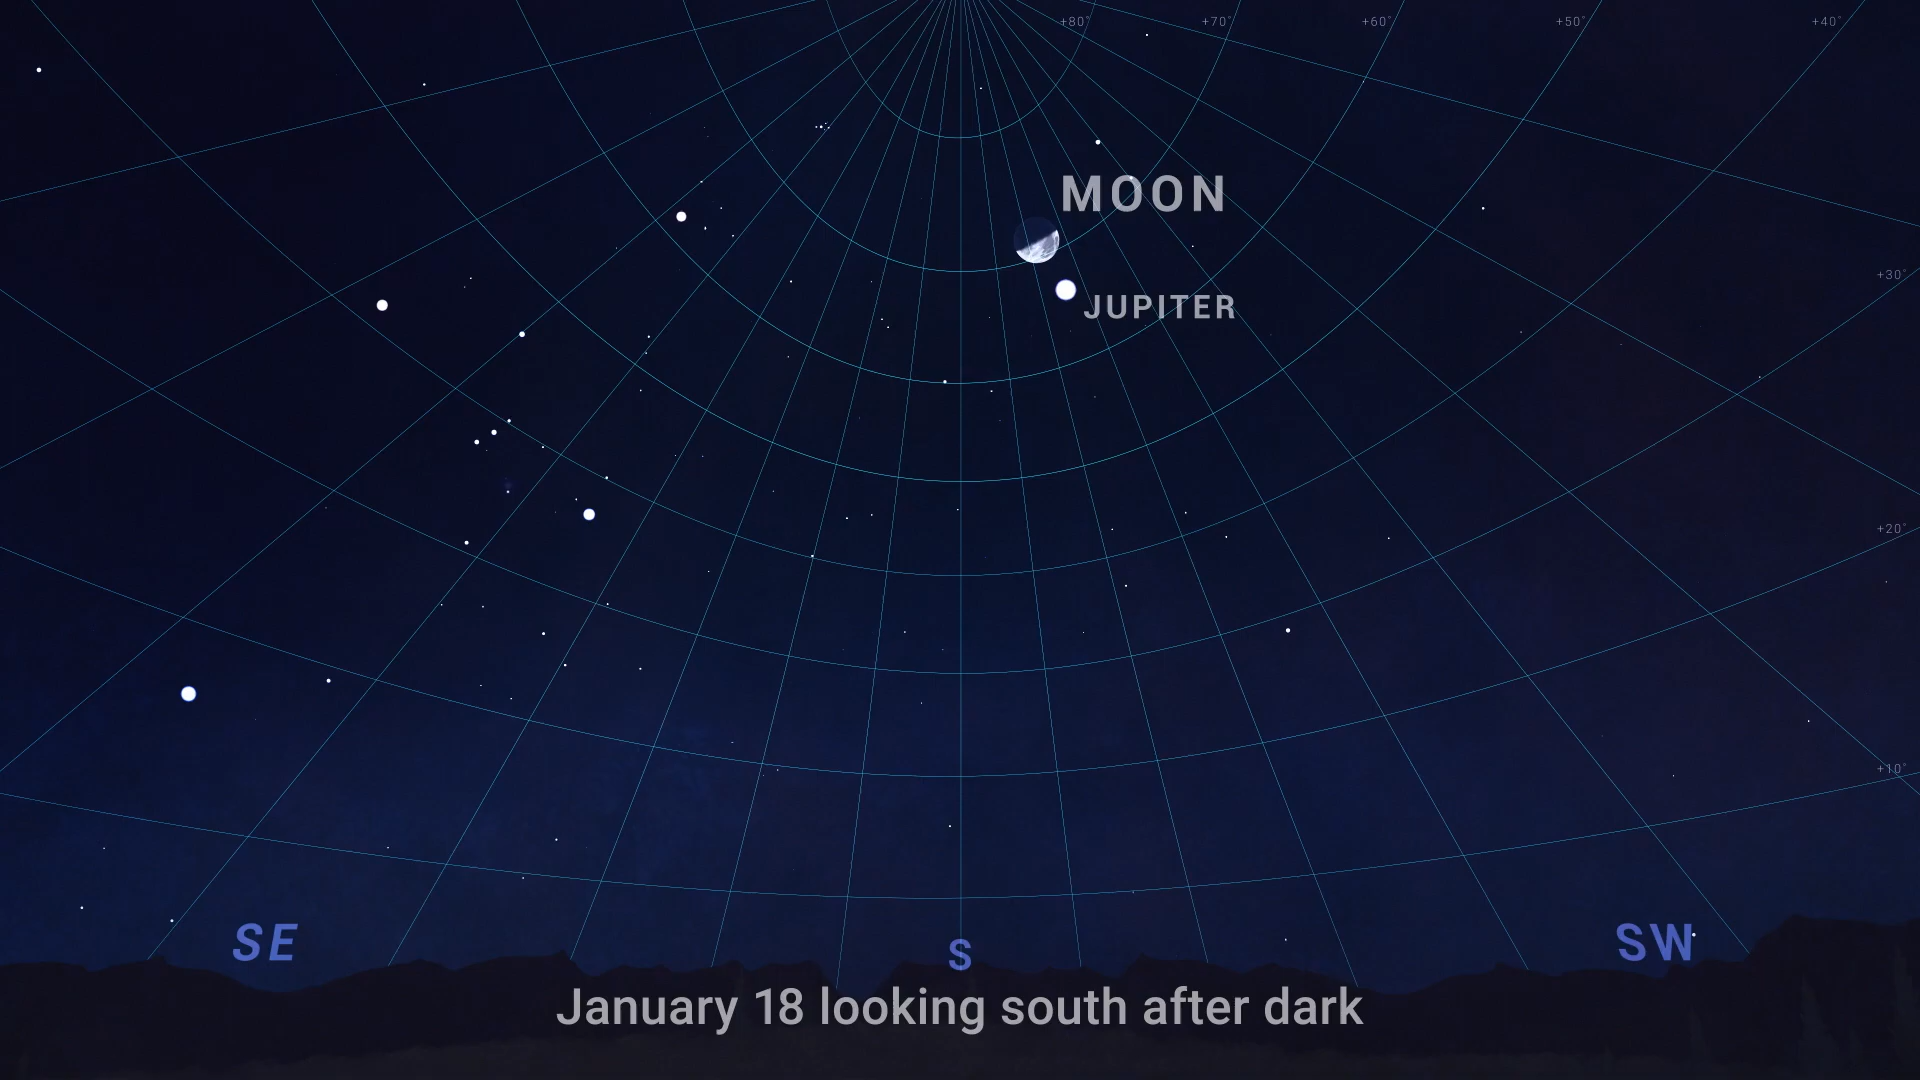 +80° +70° +60° +50° +40°
MOON
+30°
JUPITER
+20°
+10°
SE S SW
January 18 looking south after dark